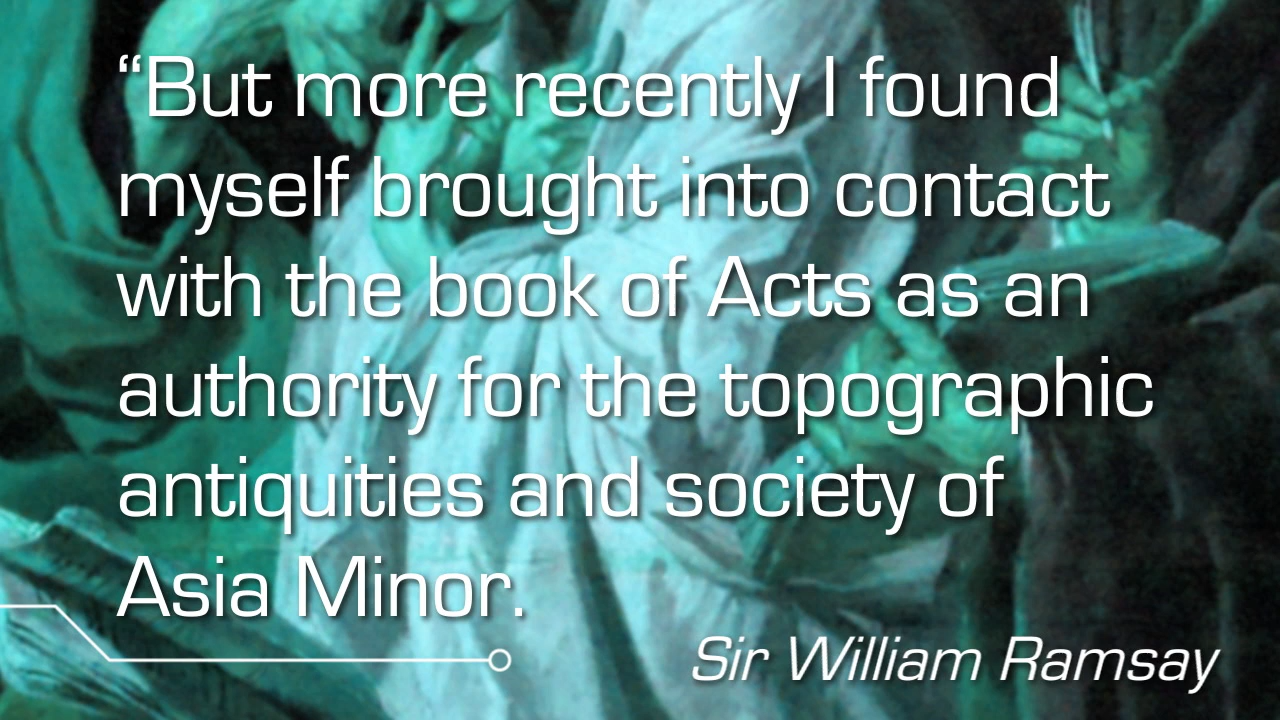 “But more recently I found
myself brought into contact
with the book of Acts as an
authority for the topographic
antiquities and society of
Asia Minor.
Sir William Ramsay